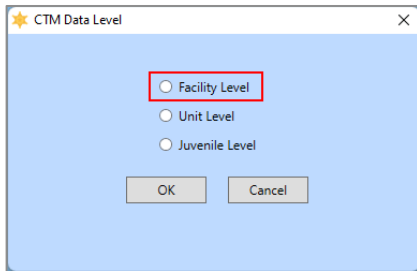 CTM Data Level
Facility Level
Unit Level
Juvenile Level
OK Cancel